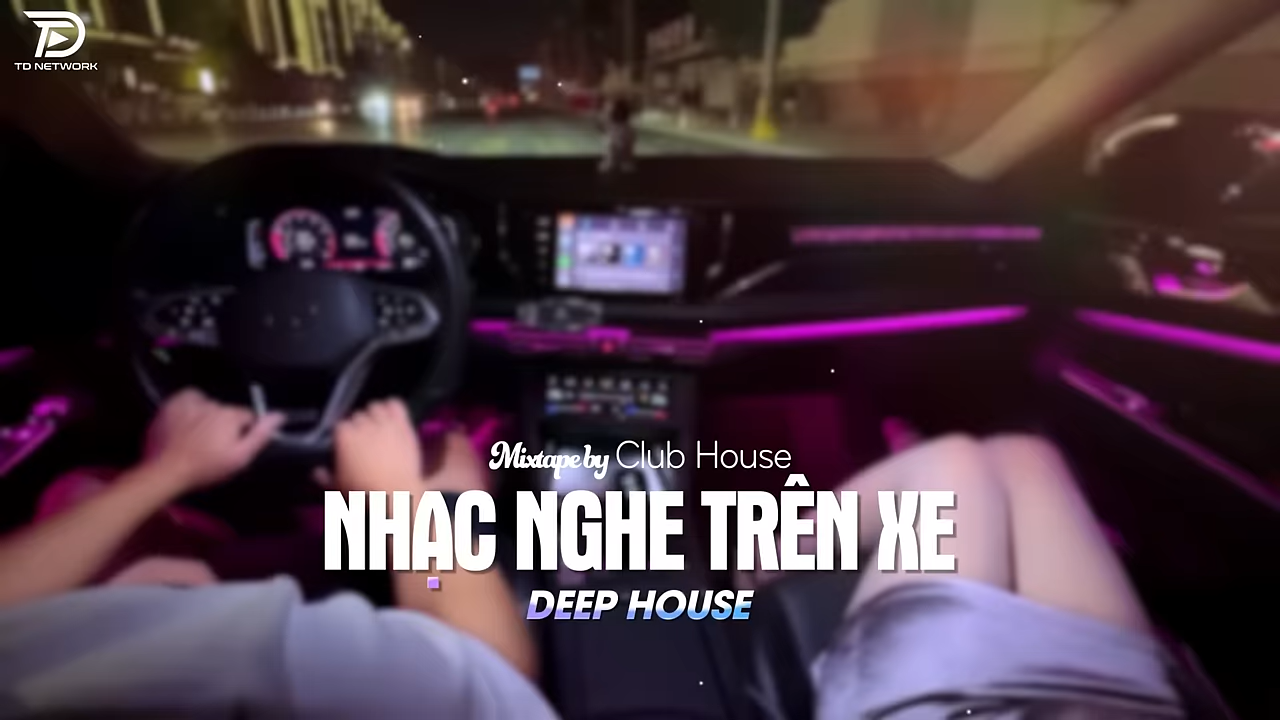 TD NETWORK
Mixtape by Club House
NHẠC NGHE TRÊN XE
DEEP HOUSE